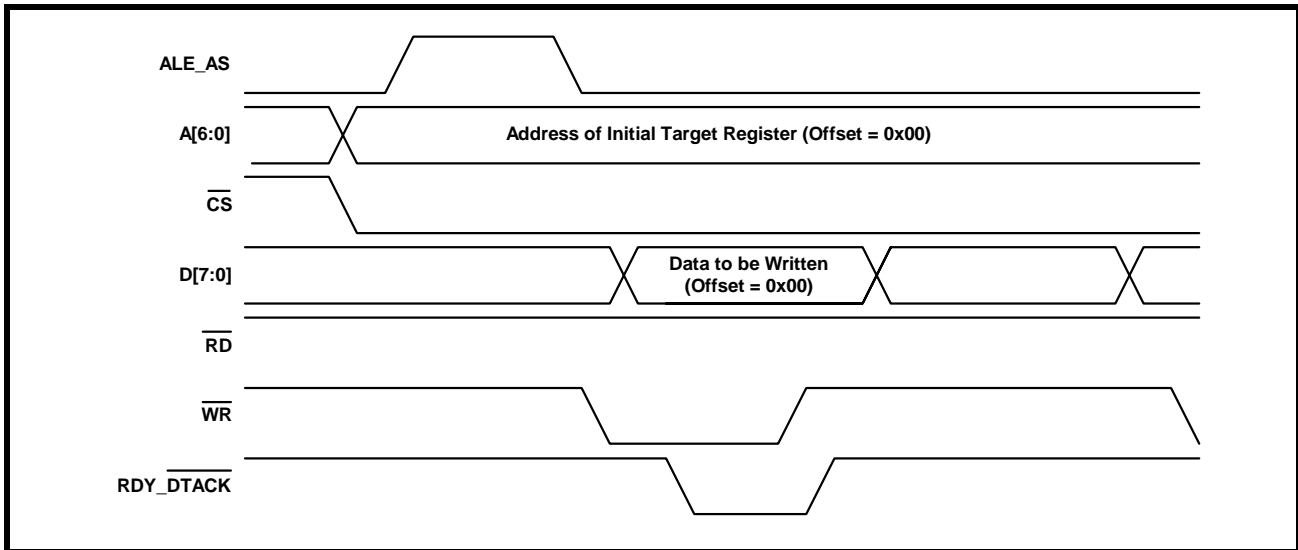 ALE_AS
A[6:0]
Address of Initial Target Register (Offset = 0x00)
CS
D[7:0]
Data to be Written
(Offset = 0x00)
RD
WR
RDY_DTACK